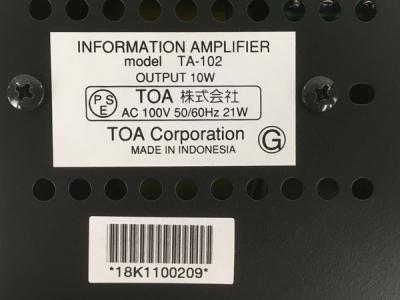 INFORMATION AMPLIFIER
model TA-102
OUTPUT 10W
PSE TOA 株式会社
AC 100V 50/60Hz 21W
TOA Corporation G
MADE IN INDONESIA
*18K1100209*